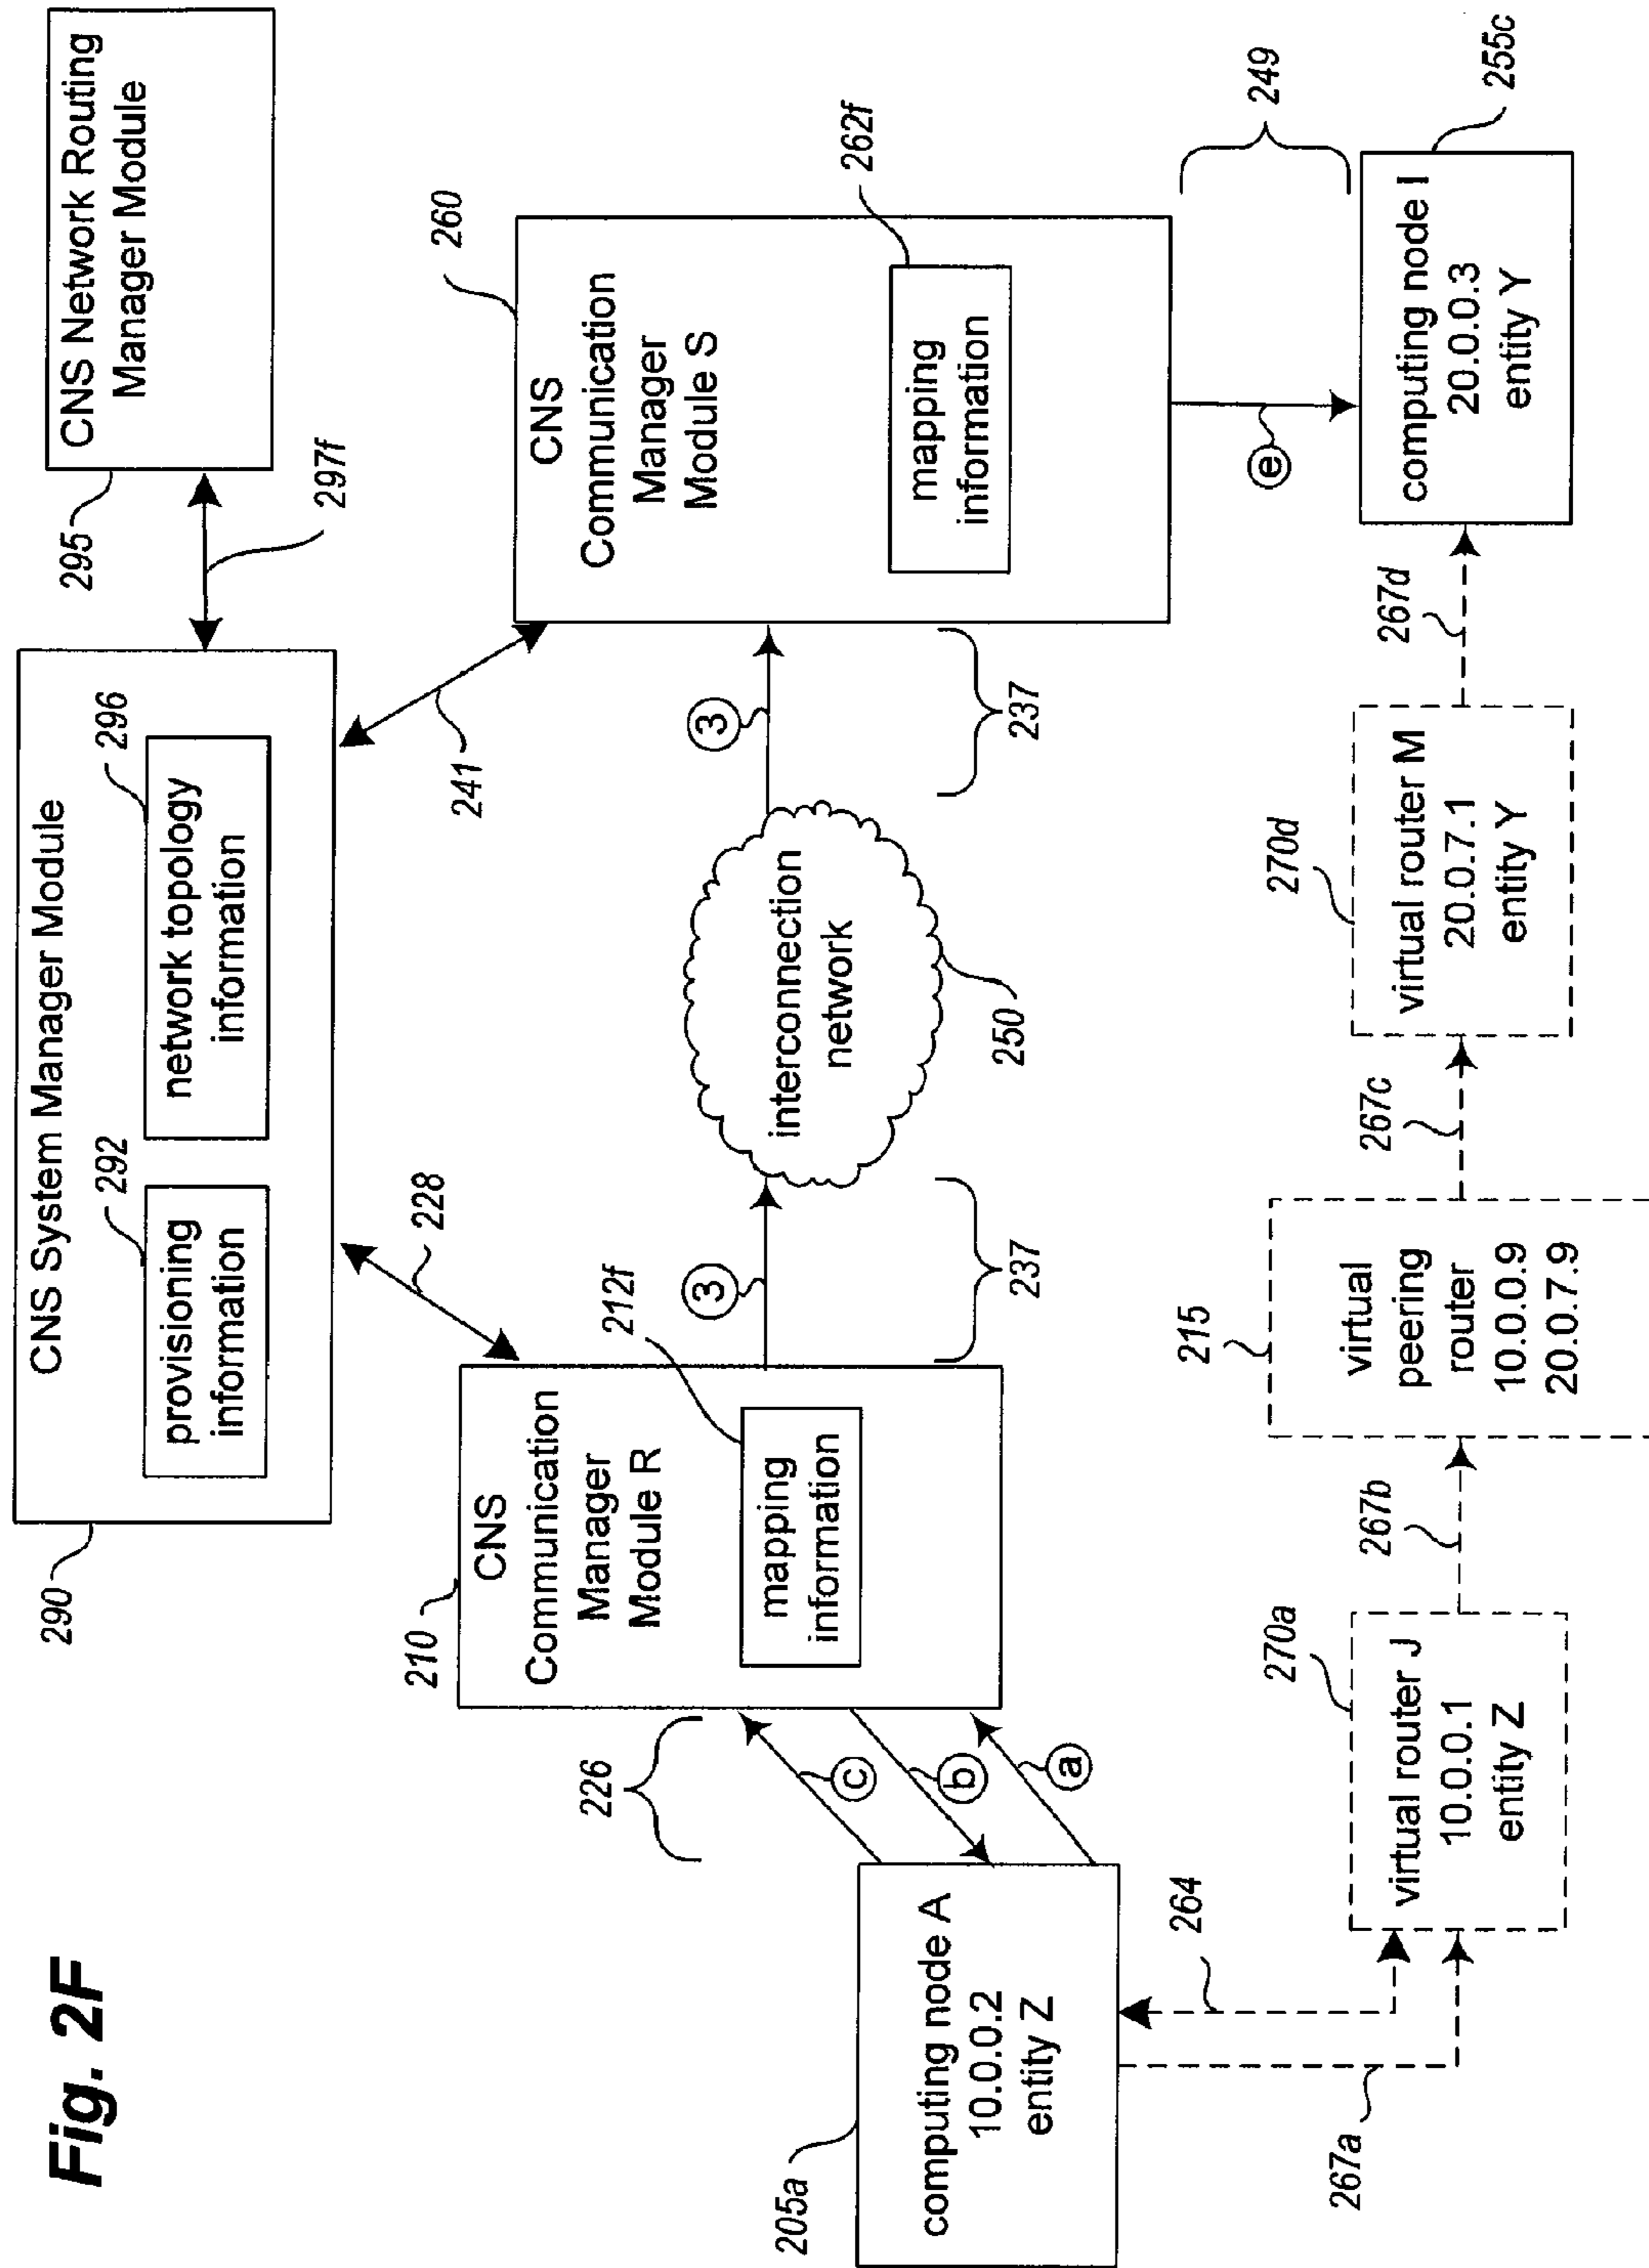 Fig. 2F
290
CNS System Manager Module
292
provisioning
information
296
network topology
information
295
CNS Network Routing
Manager Module
297f
228
241
210
CNS
Communication
Manager
Module R
212f
mapping
information
260
CNS
Communication
Manager
Module S
262f
mapping
information
3
237
interconnection
network
250
3
237
226
c
b
a
e
249
205a
computing node A
10.0.0.2
entity Z
264
267a
270a
virtual router J
10.0.0.1
entity Z
267b
215
virtual
peering
router
10.0.0.9
20.0.7.9
267c
270d
virtual router M
20.0.7.1
entity Y
267d
computing node I
20.0.0.3
entity Y
255c